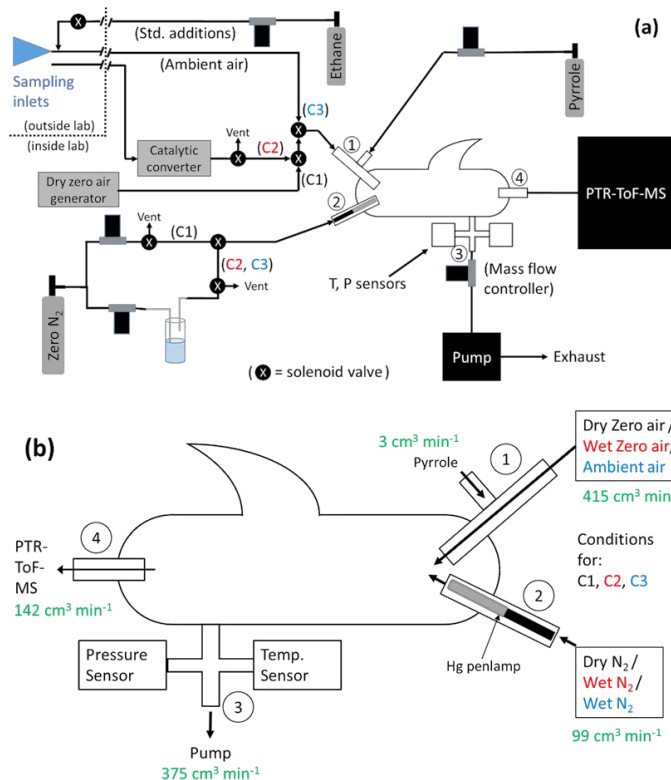 (a)
(Std. additions)
Ethane
(Ambient air)
Sampling
inlets
(outside lab)
(inside lab)
Catalytic
converter
Vent
(C2)
(C3)
(C1)
Dry zero air
generator
Pyrrole
1
2
3
4
PTR-ToF-MS
Vent
(C1)
(C2, C3)
Vent
Zero N₂
T, P sensors
(Mass flow
controller)
Pump
Exhaust
(X = solenoid valve)
(b)
3 cm³ min⁻¹
Pyrrole
1
Dry Zero air/
Wet Zero air/
Ambient air
415 cm³ min
Conditions
for:
C1, C2, C3
4
PTR-
ToF-
MS
142 cm³ min⁻¹
2
Hg penlamp
Pressure
Sensor
Temp.
Sensor
3
Pump
375 cm³ min⁻¹
Dry N₂ /
Wet N₂ /
Wet N₂
99 cm³ min⁻¹